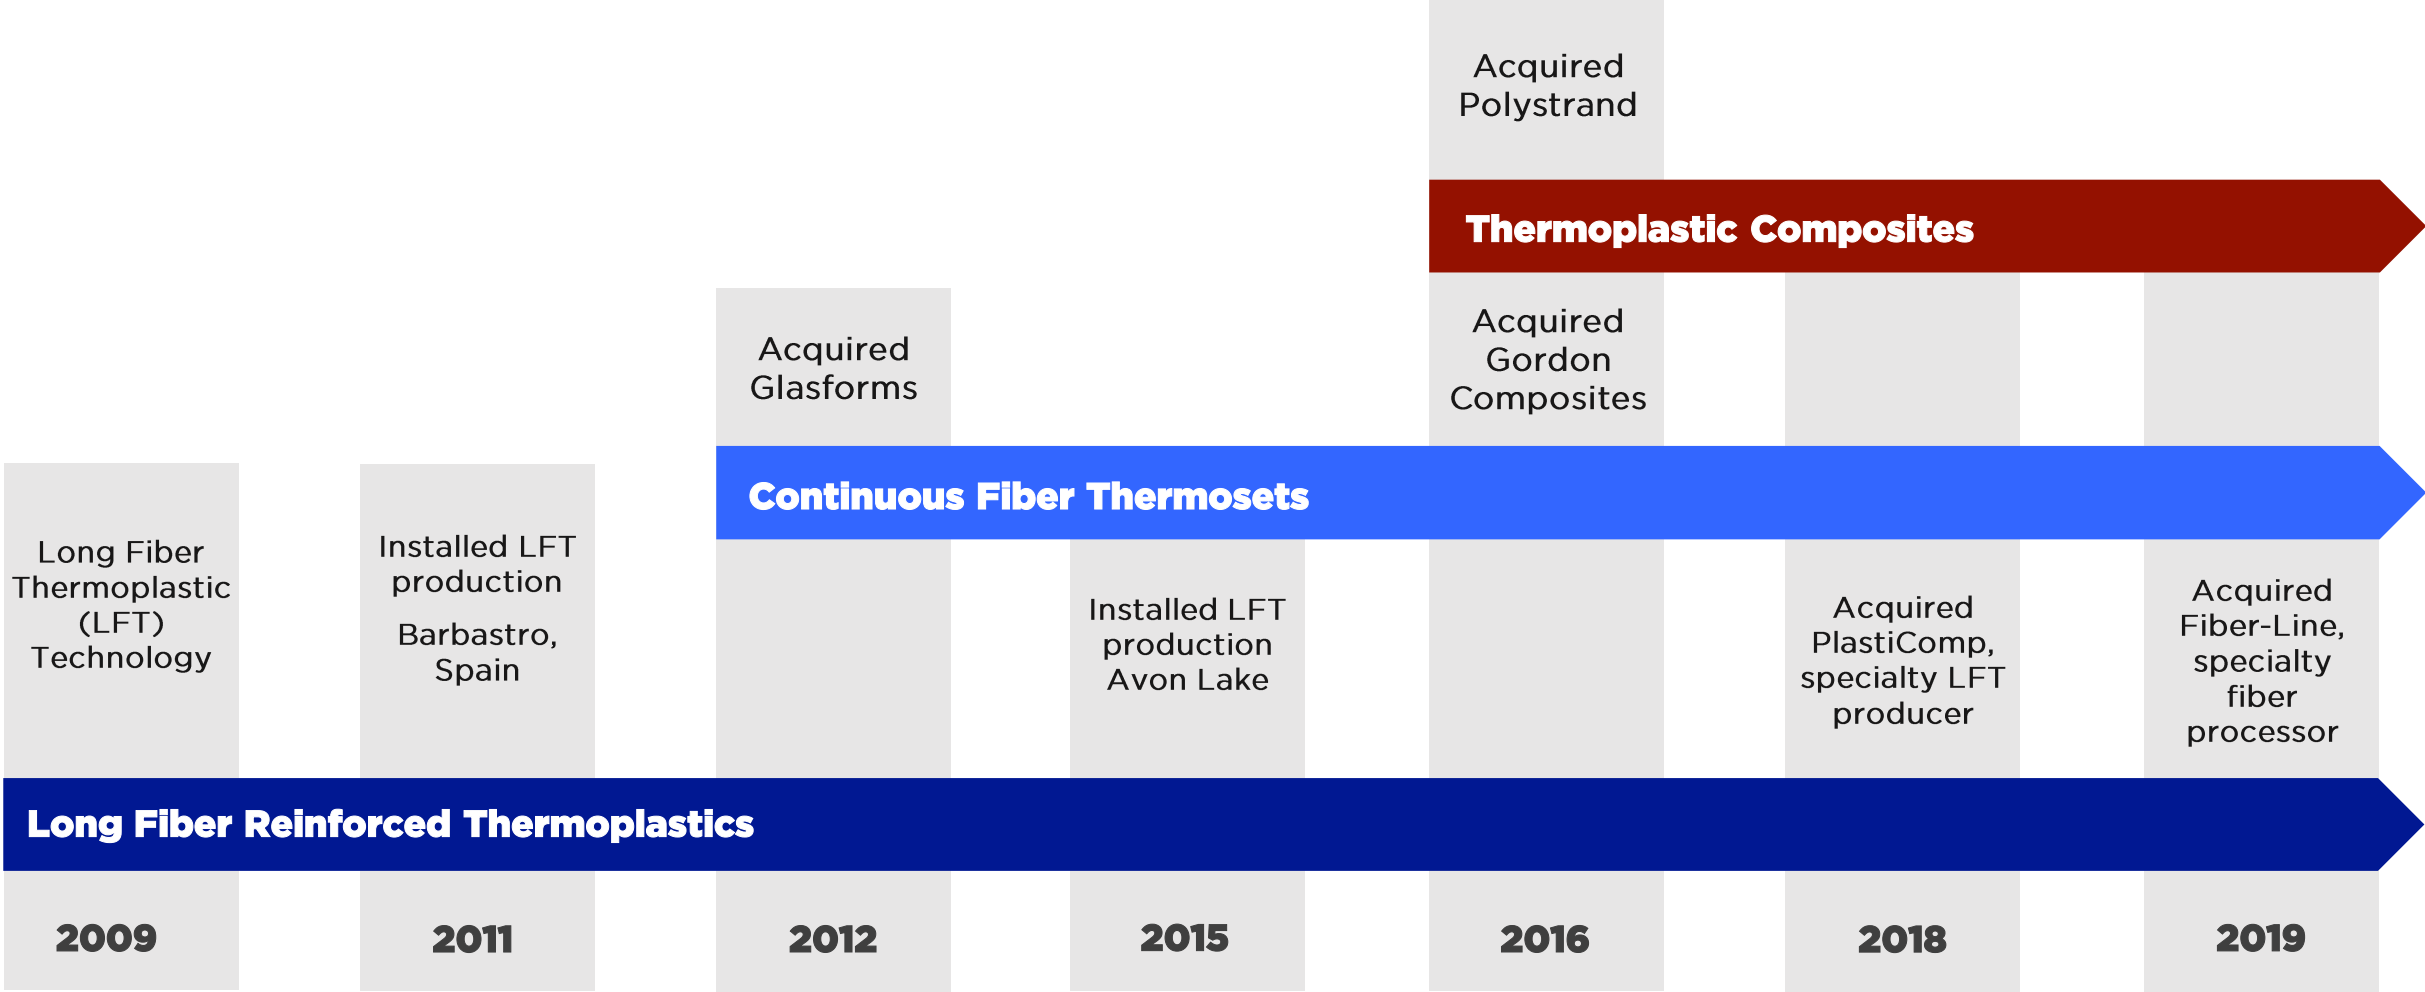 Acquired
Polystrand
Thermoplastic Composites
Acquired
Glasforms
Acquired
Gordon
Composites
Continuous Fiber Thermosets
Long Fiber
Thermoplastic
(LFT)
Technology
Installed LFT
production
Barbastro,
Spain
Installed LFT
production
Avon Lake
Acquired
PlastiComp,
specialty LFT
producer
Acquired
Fiber-Line,
specialty
fiber
processor
Long Fiber Reinforced Thermoplastics
2009
2011
2012
2015
2016
2018
2019